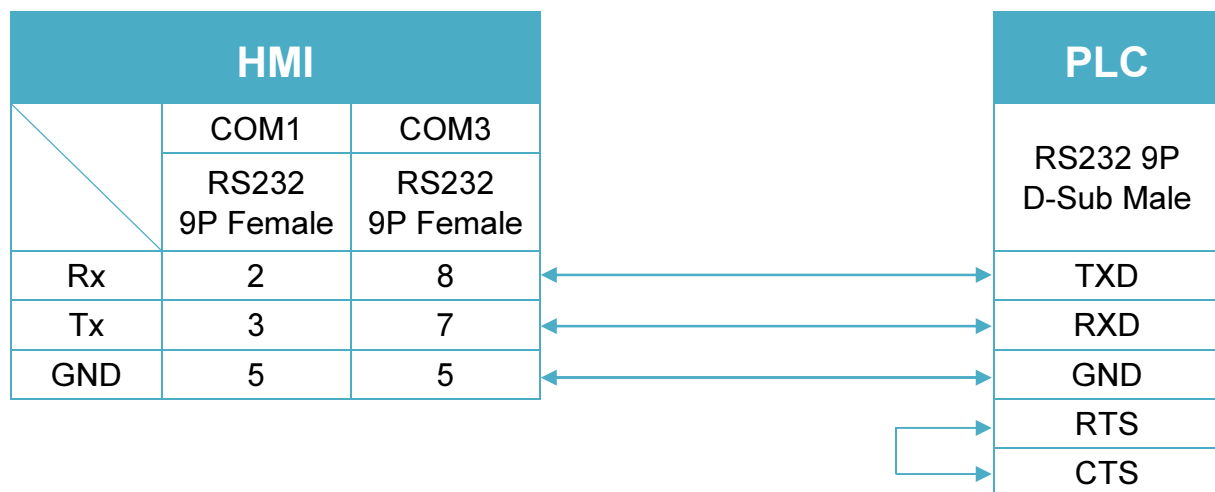 HMI
PLC
COM1 COM3
RS232
9P Female
RS232
9P Female
RS232 9P
D-Sub Male
Rx 2 8 TXD
Tx 3 7 RXD
GND 5 5 GND
RTS
CTS